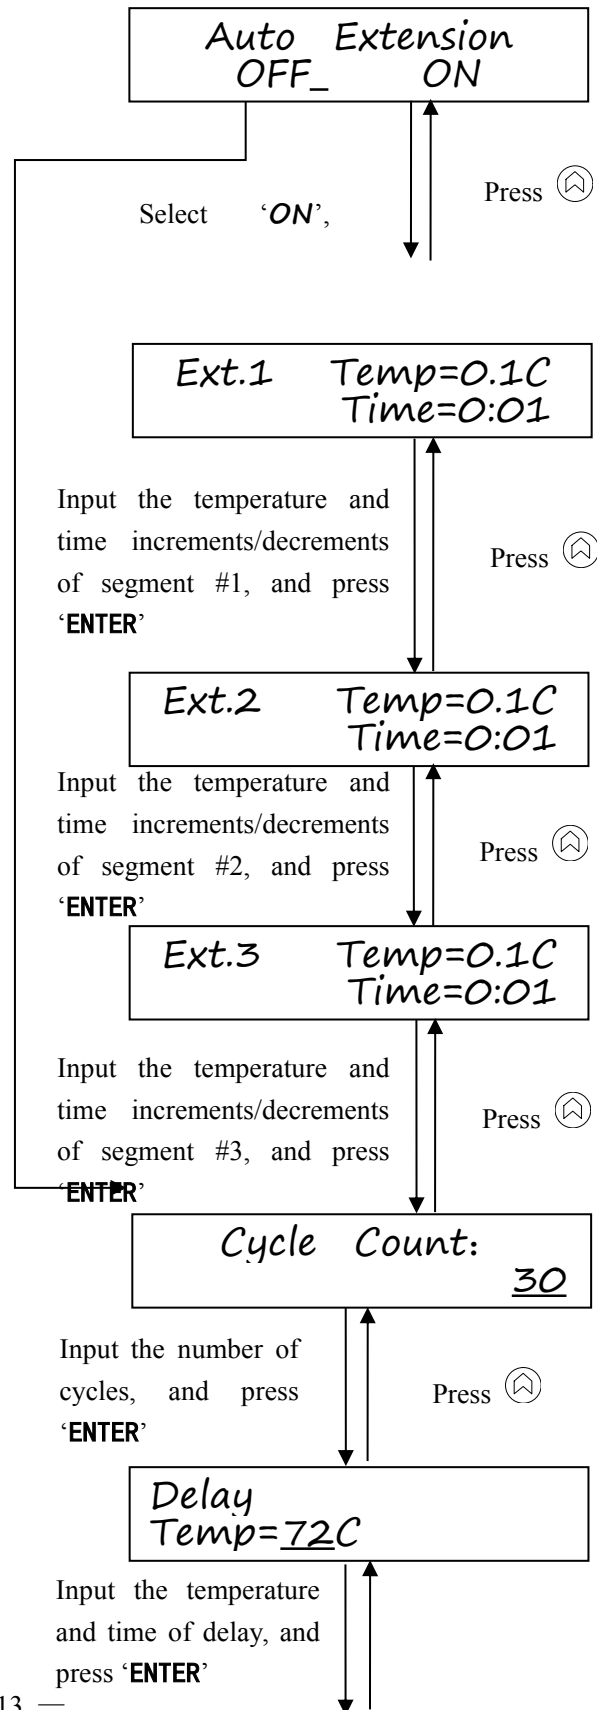 Auto Extension
OFF_ ON
Press
Select ‘ON’,
Ext.1 Temp=0.1C
Time=0:01
Input the temperature and
time increments/decrements
of segment #1, and press
‘ENTER’
Press
Ext.2 Temp=0.1C
Time=0:01
Input the temperature and
time increments/decrements
of segment #2, and press
‘ENTER’
Press
Ext.3 Temp=0.1C
Time=0:01
Input the temperature and
time increments/decrements
of segment #3, and press
‘ENTER’
Press
Cycle Count:
30
Input the number of
cycles, and press
‘ENTER’
Press
Delay
Temp=72C
Input the temperature
and time of delay, and
press ‘ENTER’
13 —